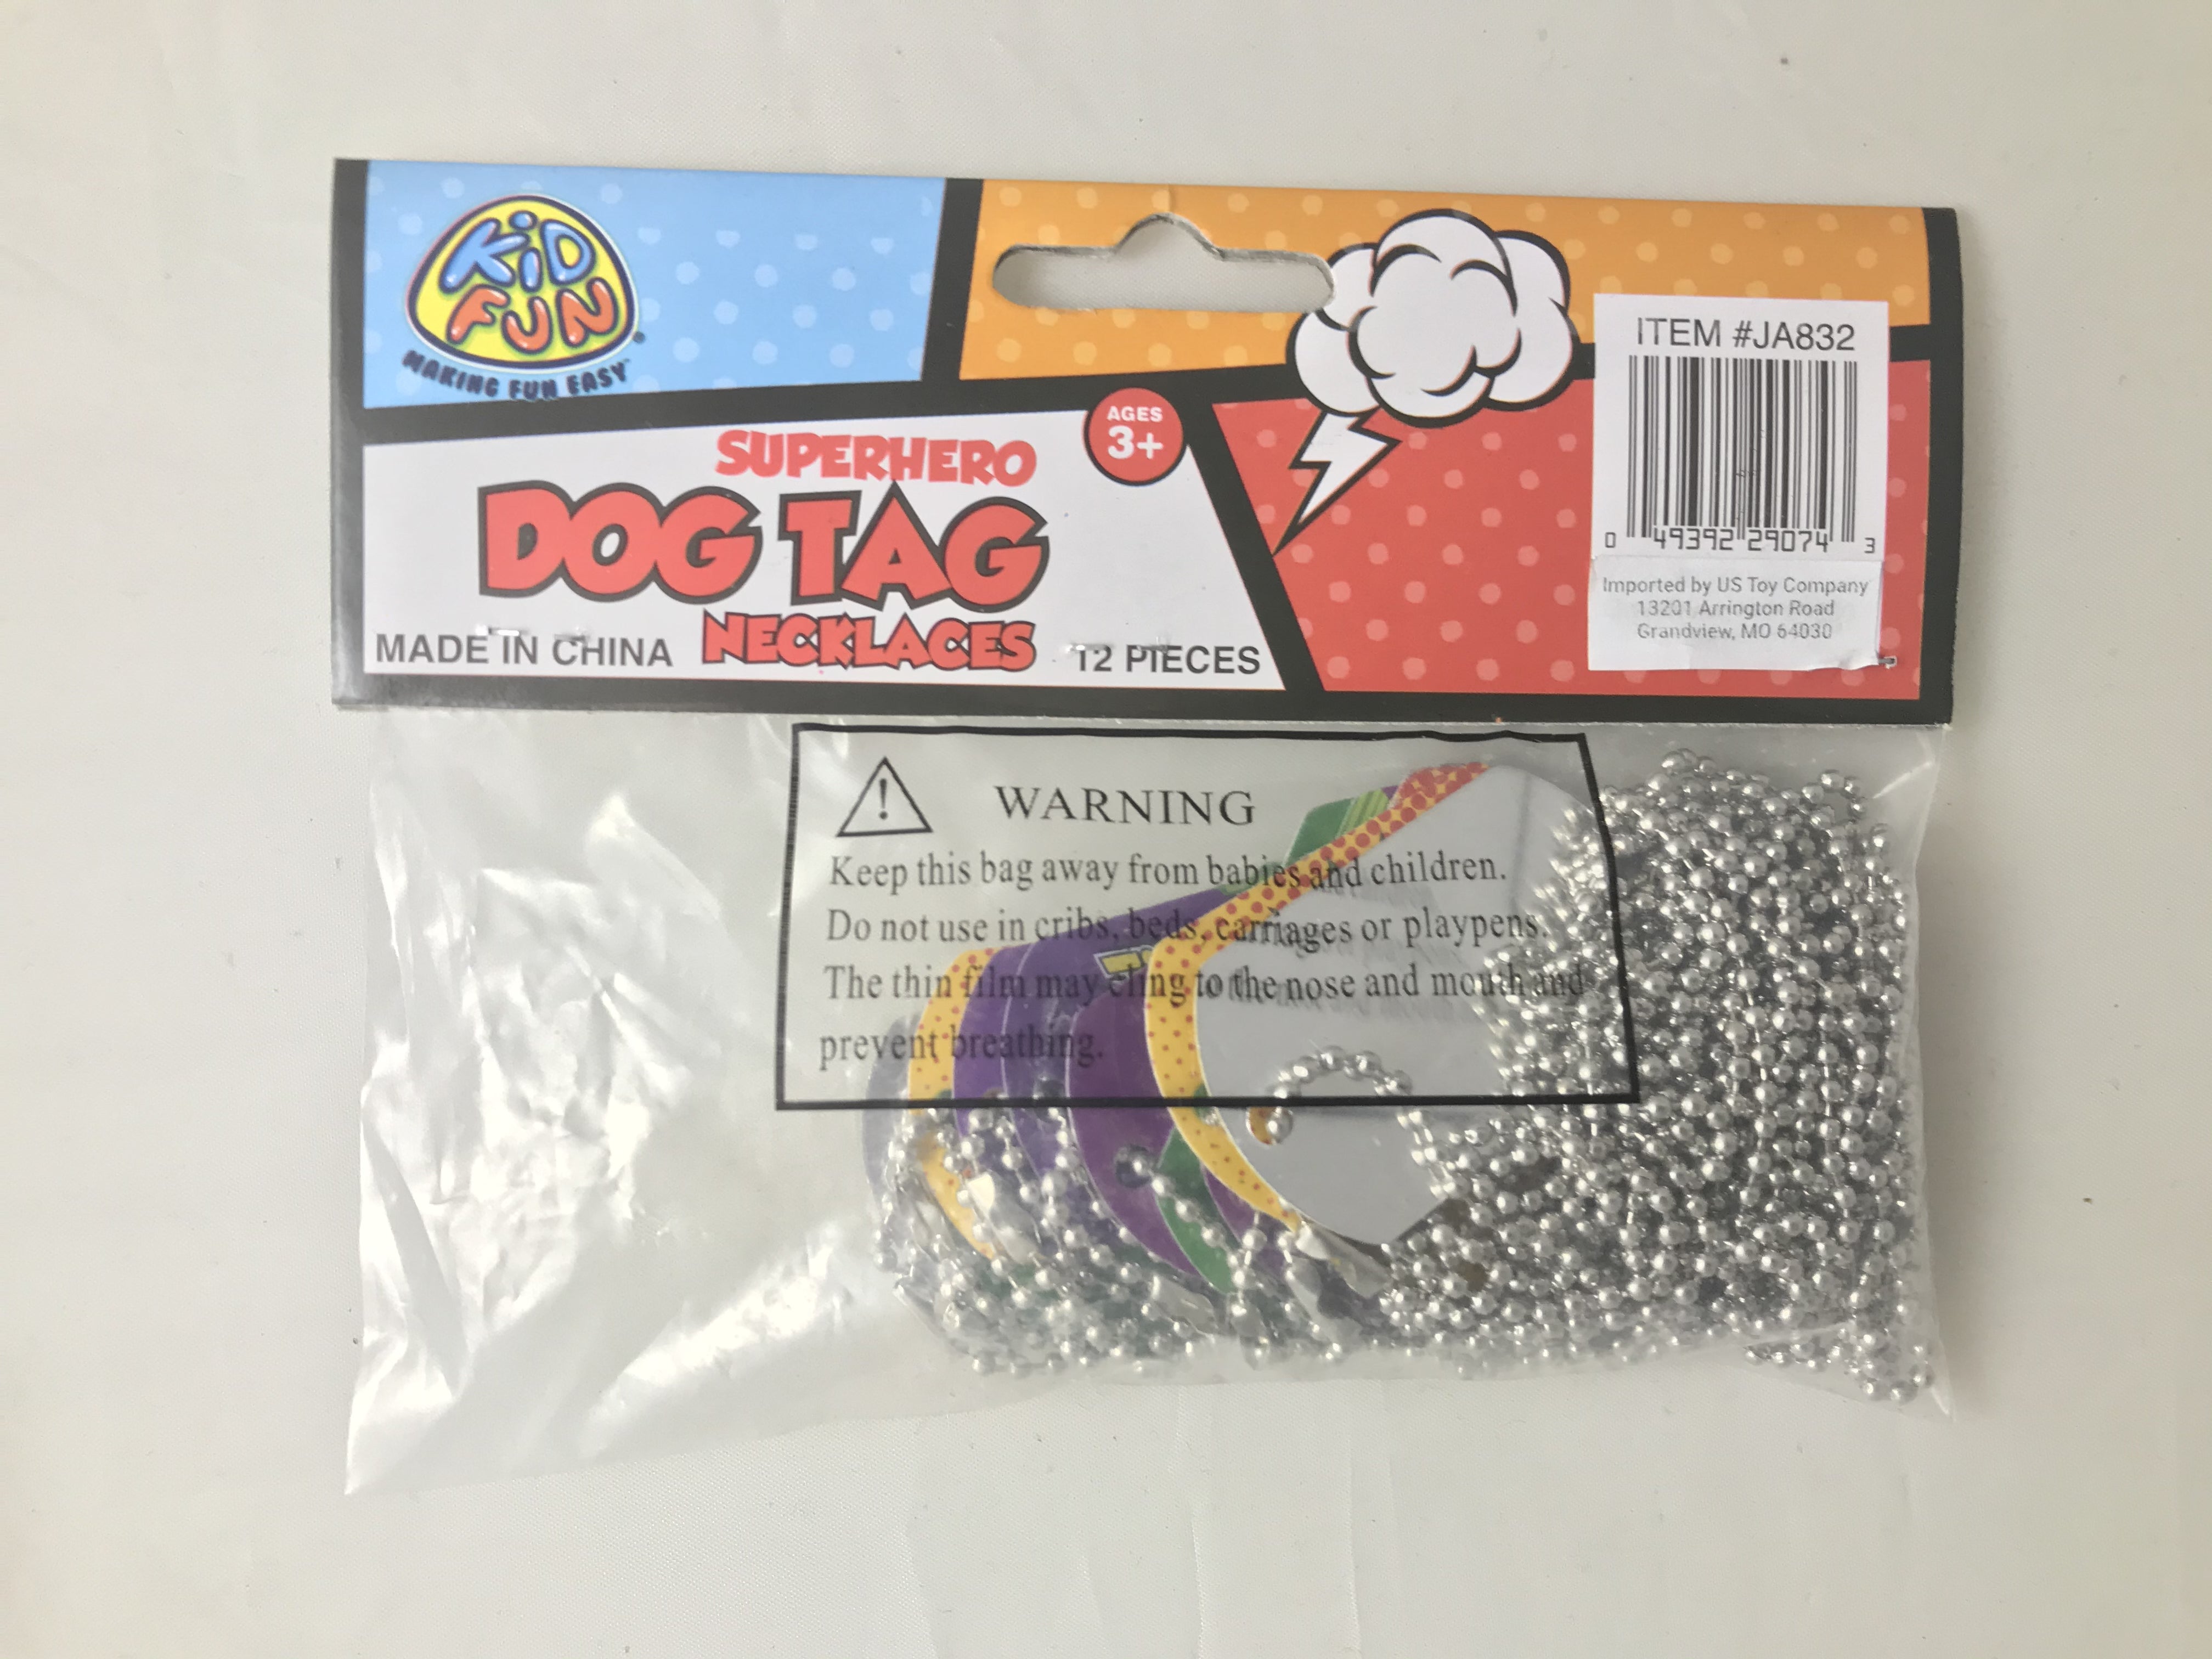 KiD
FUN
MAKING FUN EASY™
SUPERHERO
DOG TAG
NECKLACES
AGES
3+
MADE IN CHINA
12 PIECES
ITEM #JA832
0 49392 29074 3
Imported by US Toy Company
13201 Arrington Road
Grandview, MO 64030
WARNING
Keep this bag away from babies and children.
Do not use in cribs, beds, carriages or playpens.
The thin film may cling to the nose and mouth and
prevent breathing.